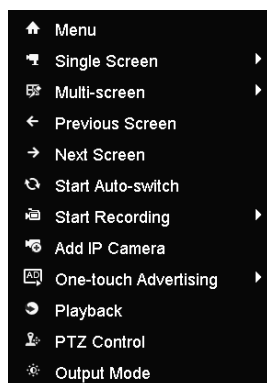 Menu
Single Screen
Multi-screen
Previous Screen
Next Screen
Start Auto-switch
Start Recording
Add IP Camera
AD One-touch Advertising
Playback
PTZ Control
Output Mode